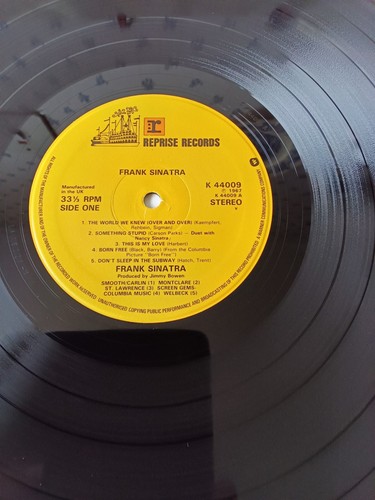 REPRISE RECORDS
FRANK SINATRA
Manufactured
in the UK
33⅓ RPM
SIDE ONE
K 44009
℗ 1967
K 44009 A
STEREO
1. THE WORLD WE KNEW (OVER AND OVER) (Kaempfer,
Rehbein, Sigman)
2. SOMETHING STUPID (Carson Parks) - Duet with
Nancy Sinatra
3. THIS IS MY LOVE (Harbert)
4. BORN FREE (Black, Barry) (From the Columbia
Picture "Born Free")
5. DON'T SLEEP IN THE SUBWAY (Hatch, Trent)
FRANK SINATRA
Produced by Jimmy Bowen
SMOOTH:CARLIN (1) MONTCLARE (2)
ST. LAWRENCE (3) SCREEN GEMS-
COLUMBIA MUSIC (4) WELBECK (5)